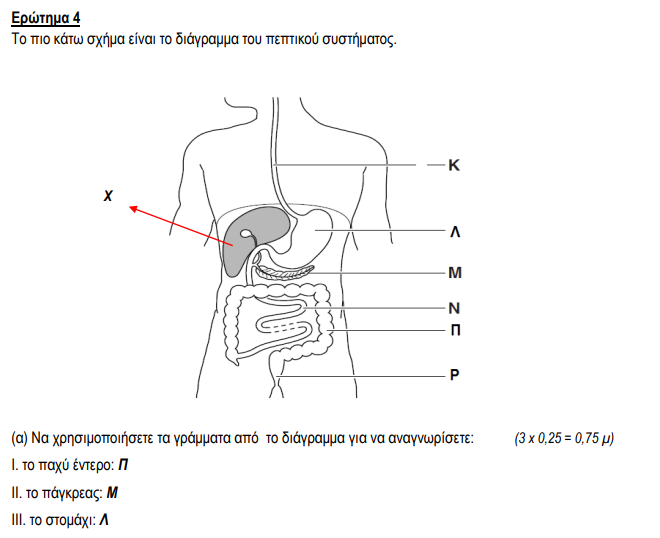 Ερώτημα 4
Το πιο κάτω σχήμα είναι το διάγραμμα του πεπτικού συστήματος.
Κ
Χ
Λ
Μ
Ν
Π
Ρ
(α) Να χρησιμοποιήσετε τα γράμματα από το διάγραμμα για να αναγνωρίσετε: (3 x 0,25 = 0,75 μ)
Ι. το παχύ έντερο: Π
ΙΙ. το πάγκρεας: Μ
ΙΙΙ. το στομάχι: Λ